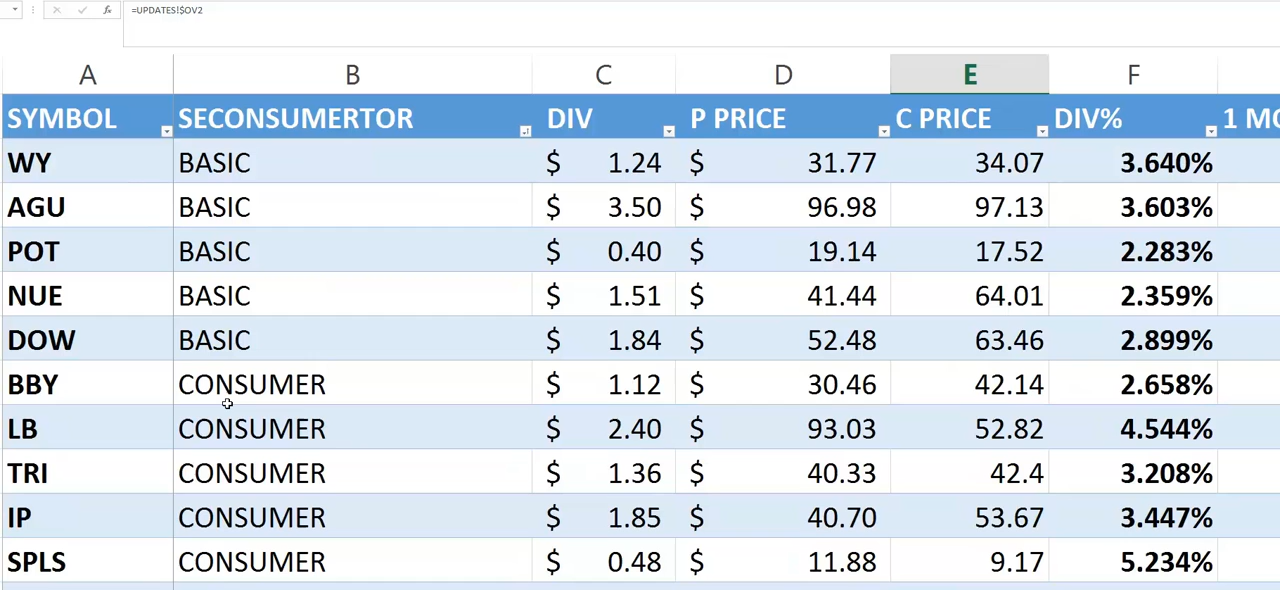 =UPDATES!$OV2
A B C D E F
SYMBOL SECONSUMERTOR DIV P PRICE C PRICE DIV% 1 MO
WY BASIC $ 1.24 $ 31.77 34.07 3.640%
AGU BASIC $ 3.50 $ 96.98 97.13 3.603%
POT BASIC $ 0.40 $ 19.14 17.52 2.283%
NUE BASIC $ 1.51 $ 41.44 64.01 2.359%
DOW BASIC $ 1.84 $ 52.48 63.46 2.899%
BBY CONSUMER $ 1.12 $ 30.46 42.14 2.658%
LB CONSUMER $ 2.40 $ 93.03 52.82 4.544%
TRI CONSUMER $ 1.36 $ 40.33 42.4 3.208%
IP CONSUMER $ 1.85 $ 40.70 53.67 3.447%
SPLS CONSUMER $ 0.48 $ 11.88 9.17 5.234%